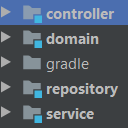 controller
domain
gradle
repository
service